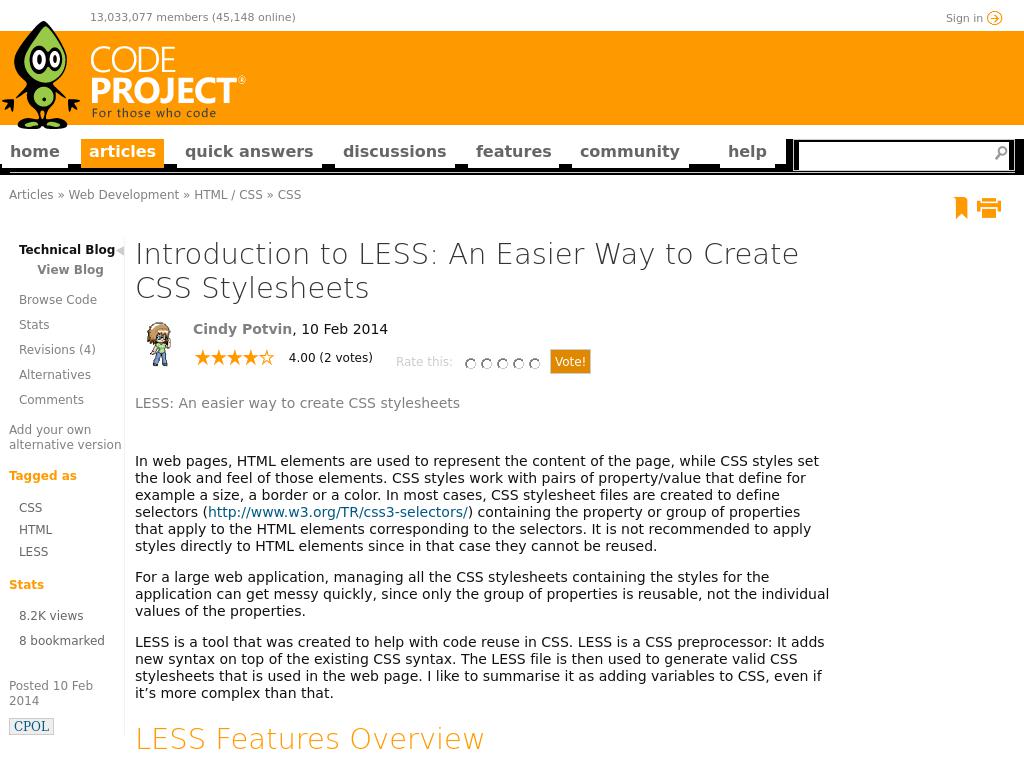 13,033,077 members (45,148 online)
Sign in
CODE
PROJECT®
For those who code
home
articles
quick answers
discussions
features
community
help
Articles » Web Development » HTML / CSS » CSS
Technical Blog
View Blog
Browse Code
Stats
Revisions (4)
Alternatives
Comments
Add your own
alternative version
Tagged as
CSS
HTML
LESS
Stats
8.2K views
8 bookmarked
Posted 10 Feb
2014
CPOL
Introduction to LESS: An Easier Way to Create
CSS Stylesheets
Cindy Potvin, 10 Feb 2014
4.00 (2 votes)
Rate this:
Vote!
LESS: An easier way to create CSS stylesheets
In web pages, HTML elements are used to represent the content of the page, while CSS styles set
the look and feel of those elements. CSS styles work with pairs of property/value that define for
example a size, a border or a color. In most cases, CSS stylesheet files are created to define
selectors (http://www.w3.org/TR/css3-selectors/) containing the property or group of properties
that apply to the HTML elements corresponding to the selectors. It is not recommended to apply
styles directly to HTML elements since in that case they cannot be reused.
For a large web application, managing all the CSS stylesheets containing the styles for the
application can get messy quickly, since only the group of properties is reusable, not the individual
values of the properties.
LESS is a tool that was created to help with code reuse in CSS. LESS is a CSS preprocessor: It adds
new syntax on top of the existing CSS syntax. The LESS file is then used to generate valid CSS
stylesheets that is used in the web page. I like to summarise it as adding variables to CSS, even if
it’s more complex than that.
LESS Features Overview